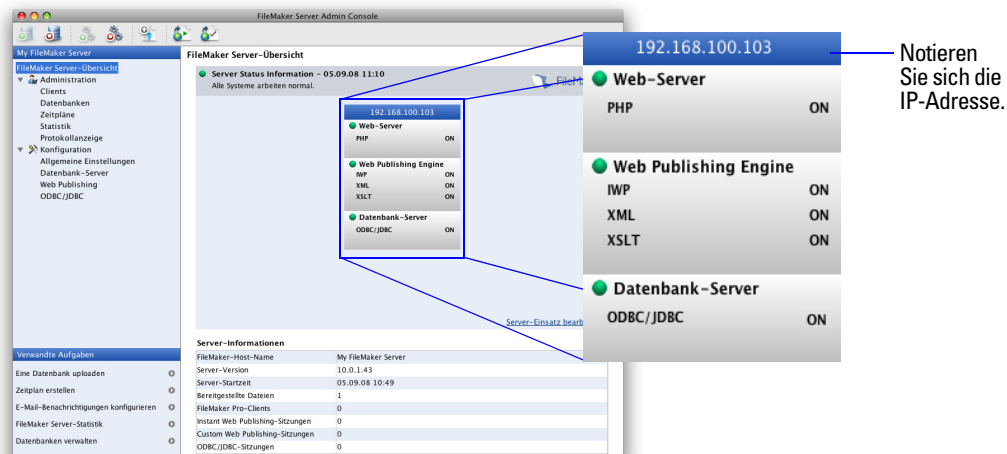 FileMaker Server Admin Console
My FileMaker Server
FileMaker Server-Übersicht
Administration
Clients
Datenbanken
Zeitpläne
Statistik
Protokollanzeige
Konfiguration
Allgemeine Einstellungen
Datenbank-Server
Web Publishing
ODBC/JDBC
Verwandte Aufgaben
Eine Datenbank uploaden
Zeitplan erstellen
E-Mail-Benachrichtigungen konfigurieren
FileMaker Server-Statistik
Datenbanken verwalten
FileMaker Server-Übersicht
Server Status Information - 05.09.08 11:10
Alle Systeme arbeiten normal.
192.168.100.103
Web-Server
PHP ON
Web Publishing Engine
IWP ON
XML ON
XSLT ON
Datenbank-Server
ODBC/JDBC ON
Server-Informationen
FileMaker-Host-Name My FileMaker Server
Server-Version 10.0.1.43
Server-Startzeit 05.09.08 10:49
Bereitgestellte Dateien 1
FileMaker Pro-Clients 0
Instant Web Publishing-Sitzungen 0
Custom Web Publishing-Sitzungen 0
ODBC/JDBC-Sitzungen 0
192.168.100.103
Web-Server
PHP ON
Web Publishing Engine
IWP ON
XML ON
XSLT ON
Datenbank-Server
ODBC/JDBC ON
Notieren
Sie sich die
IP-Adresse.